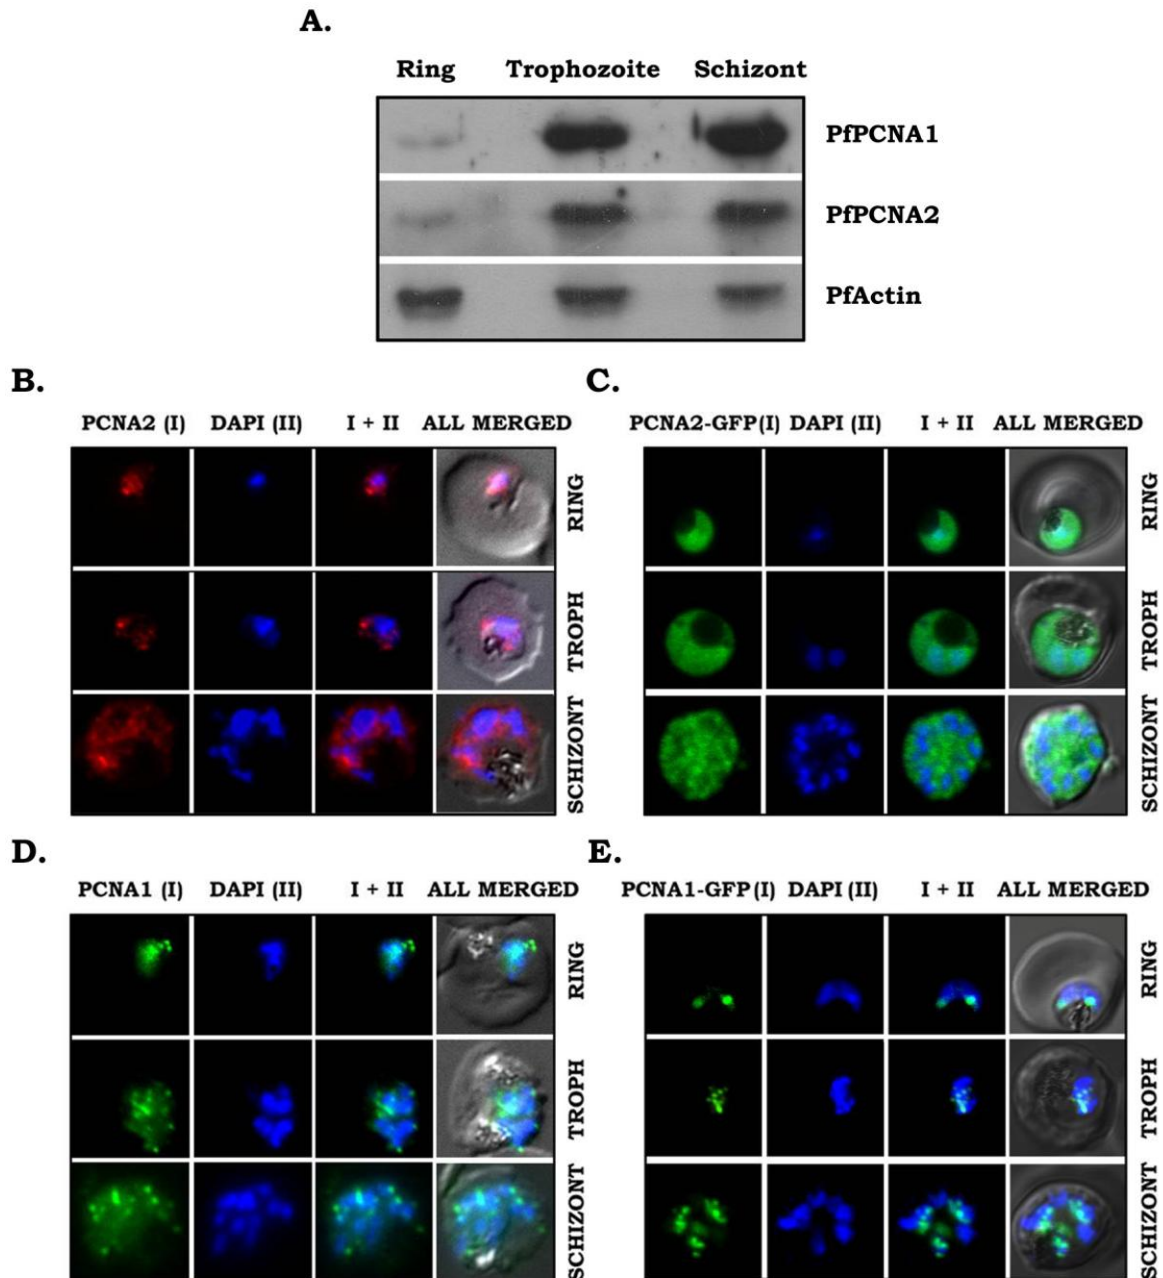 A.
Ring Trophozoite Schizont
PfPCNA1
PfPCNA2
PfActin
B.
PCNA2 (I) DAPI (II) I + II ALL MERGED
RING
TROPH
SCHIZONT
C.
PCNA2-GFP(I) DAPI (II) I + II ALL MERGED
RING
TROPH
SCHIZONT
D.
PCNA1 (I) DAPI (II) I + II ALL MERGED
RING
TROPH
SCHIZONT
E.
PCNA1-GFP(I) DAPI (II) I + II ALL MERGED
RING
TROPH
SCHIZONT